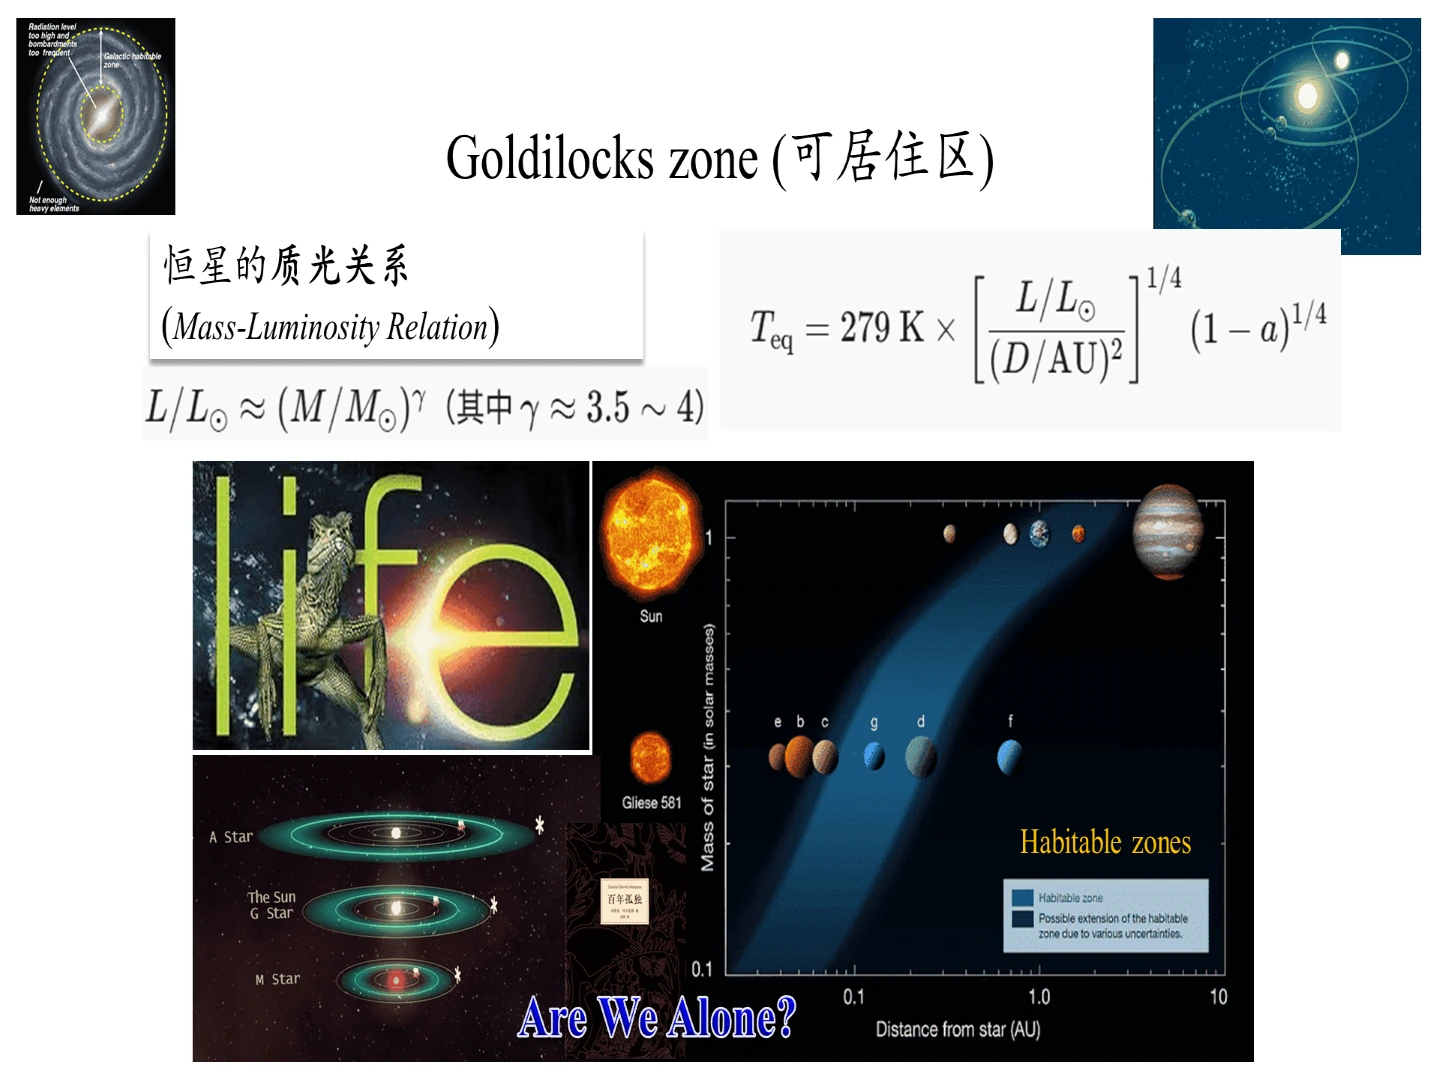 Radiation level
too high and
bombardments
too frequent
Galactic habitable
zone
Not enough
heavy elements
Goldilocks zone (可居住区)
恒星的质光关系
(Mass-Luminosity Relation)
L/L⊙ ≈ (M/M⊙)^γ (其中 γ ≈ 3.5 ~ 4)
T_eq = 279 K × [ (L/L⊙) / (D/AU)² ]^{1/4} (1 − a)^{1/4}
life
Sun
Gliese 581
Mass of star (in solar masses)
1
0.1
e b c g d f
Habitable zones
Habitable zone
Possible extension of the habitable
zone due to various uncertainties.
0.1 1.0 10
Distance from star (AU)
A Star
The Sun
G Star
M Star
百年孤独
Are We Alone?